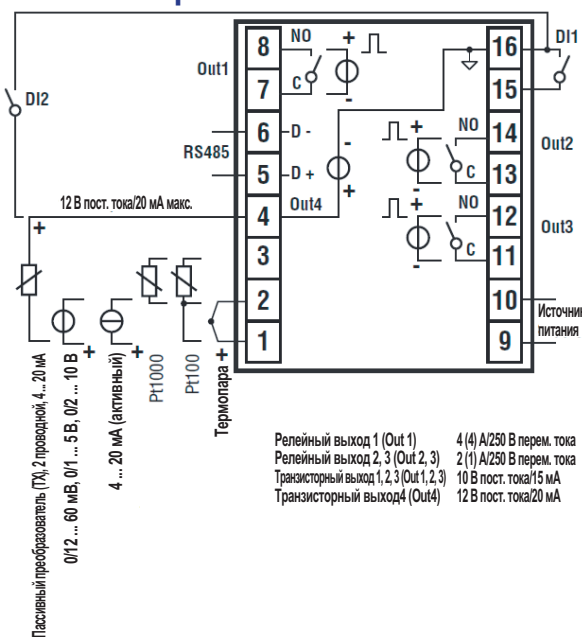 8 NO + 16 DI1
Out1
7 C - 15
DI2
6 D - + NO 14 Out2
RS485 -
5 D + + - C 13
12 В пост. тока/20 мА макс. 4 Out4 + NO 12 Out3
+
3 - C 11
2 10 Источник
1 9 питания
+ +
Пассивный преобразователь (TX), 2 проводной, 4 ... 20 мА
0/12 ... 60 мВ, 0/1 ... 5 В, 0/2 ... 10 В
4 ... 20 мА (активный)
Pt1000
Pt100
Термопара +
Релейный выход 1 (Out 1) 4 (4) А/250 В перем. тока
Релейный выход 2, 3 (Out 2, 3) 2 (1) А/250 В перем. тока
Транзисторный выход 1, 2, 3 (Out 1, 2, 3) 10 В пост. тока/15 мА
Транзисторный выход4 (Out4) 12 В пост. тока/20 мА